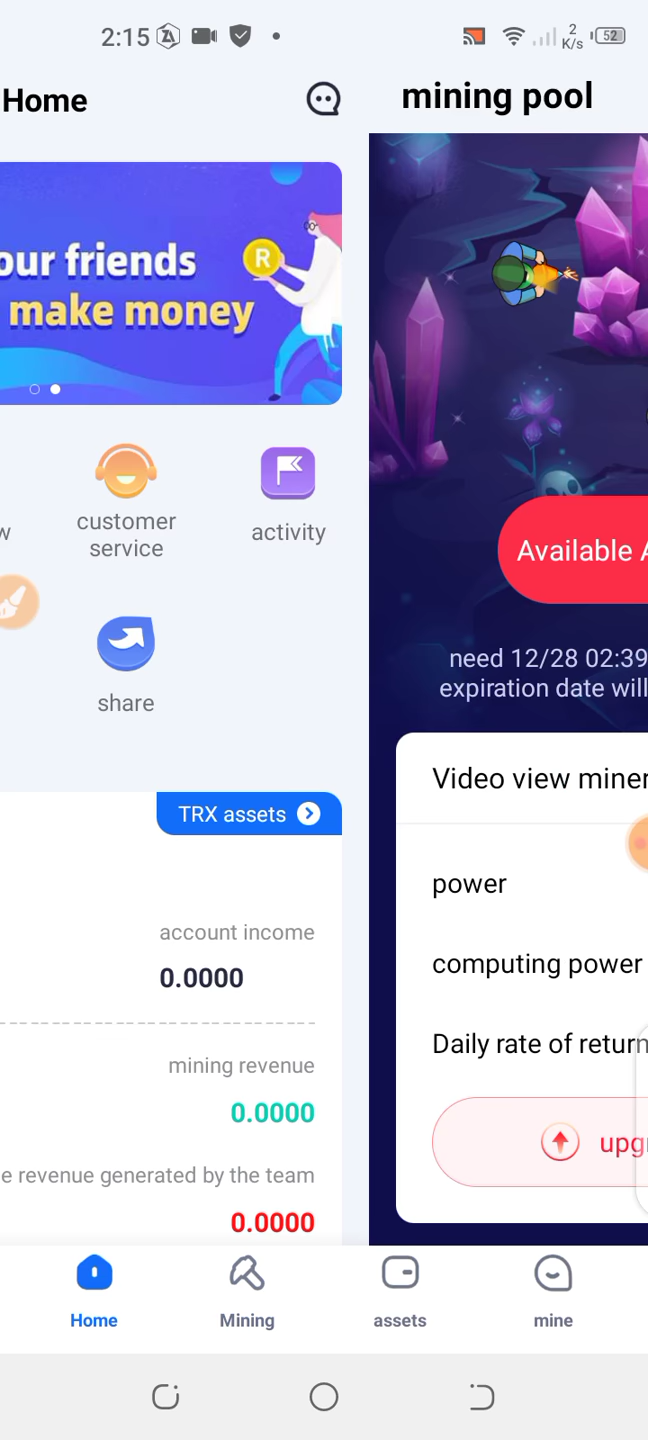 2:15
2
K/s
52
Home
mining pool
our friends
make money
R
customer
service
activity
w
share
Available A
need 12/28 02:39
expiration date will
Video view miner
power
computing power
Daily rate of return
upg
TRX assets
account income
0.0000
mining revenue
0.0000
e revenue generated by the team
0.0000
Home
Mining
assets
mine